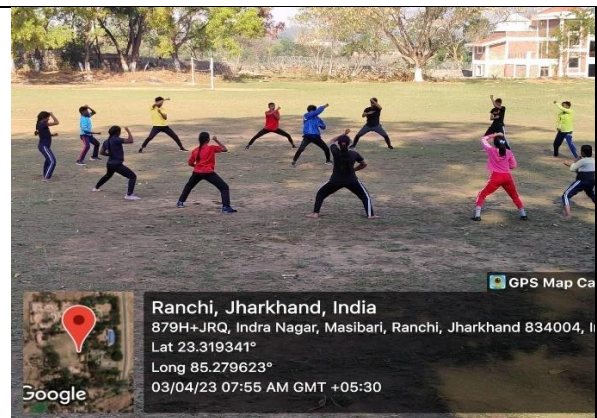 GPS Map Ca
Ranchi, Jharkhand, India
879H+JRQ, Indra Nagar, Masibari, Ranchi, Jharkhand 834004, I
Lat 23.319341°
Long 85.279623°
03/04/23 07:55 AM GMT +05:30
Google